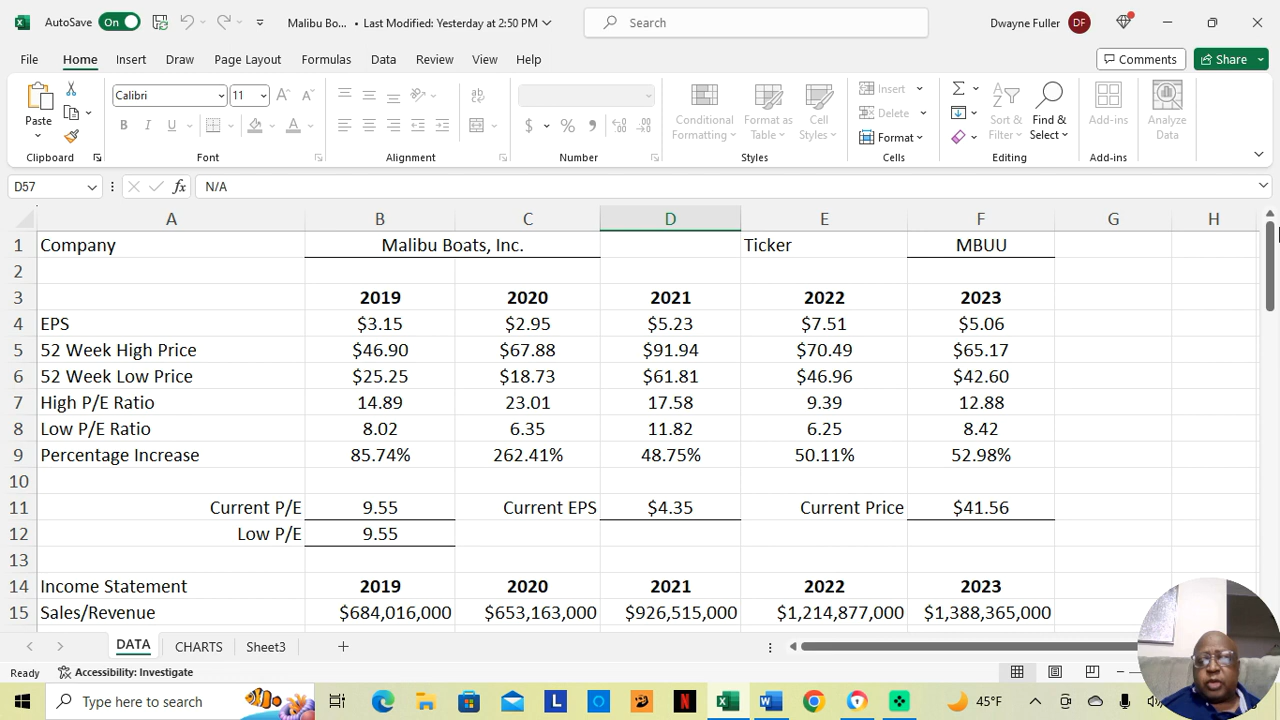 AutoSave On Malibu Bo... • Last Modified: Yesterday at 2:50 PM Search Dwayne Fuller DF
File Home Insert Draw Page Layout Formulas Data Review View Help Comments Share
Paste Calibri 11 Conditional Formatting Formas Table Cell Styles Insert Delete Format Sort & Filter Find & Select Add-ins Analyze Data
Clipboard Font Alignment Number Styles Cells Editing Add-ins
D57 fx N/A
A B C D E F G H
1 Company Malibu Boats, Inc. Ticker MBUU
2
3 2019 2020 2021 2022 2023
4 EPS $3.15 $2.95 $5.23 $7.51 $5.06
5 52 Week High Price $46.90 $67.88 $91.94 $70.49 $65.17
6 52 Week Low Price $25.25 $18.73 $61.81 $46.96 $42.60
7 High P/E Ratio 14.89 23.01 17.58 9.39 12.88
8 Low P/E Ratio 8.02 6.35 11.82 6.25 8.42
9 Percentage Increase 85.74% 262.41% 48.75% 50.11% 52.98%
10
11 Current P/E 9.55 Current EPS $4.35 Current Price $41.56
12 Low P/E 9.55
13
14 Income Statement 2019 2020 2021 2022 2023
15 Sales/Revenue $684,016,000 $653,163,000 $926,515,000 $1,214,877,000 $1,388,365,000
DATA CHARTS Sheet3
Ready Accessibility: Investigate
Type here to search 45°F